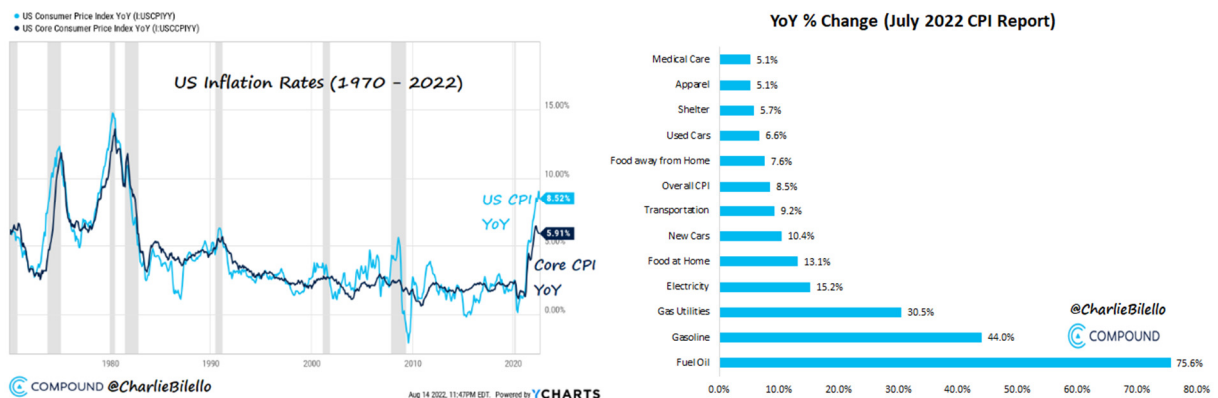 US Consumer Price Index YoY (I:USCPIYY)
US Core Consumer Price Index YoY (I:USCCPIYY)
US Inflation Rates (1970 - 2022)
15.00%
10.00%
US CPI
YoY
8.52%
5.91%
5.00%
Core CPI
YoY
0.00%
1980
1990
2000
2010
2020
COMPOUND @CharlieBilello
Aug 14 2022, 11:47PM EDT. Powered by YCHARTS
YoY % Change (July 2022 CPI Report)
Medical Care 5.1%
Apparel 5.1%
Shelter 5.7%
Used Cars 6.6%
Food away from Home 7.6%
Overall CPI 8.5%
Transportation 9.2%
New Cars 10.4%
Food at Home 13.1%
Electricity 15.2%
Gas Utilities 30.5%
@CharlieBilello
COMPOUND
Gasoline 44.0%
Fuel Oil 75.6%
0.0% 10.0% 20.0% 30.0% 40.0% 50.0% 60.0% 70.0% 80.0%